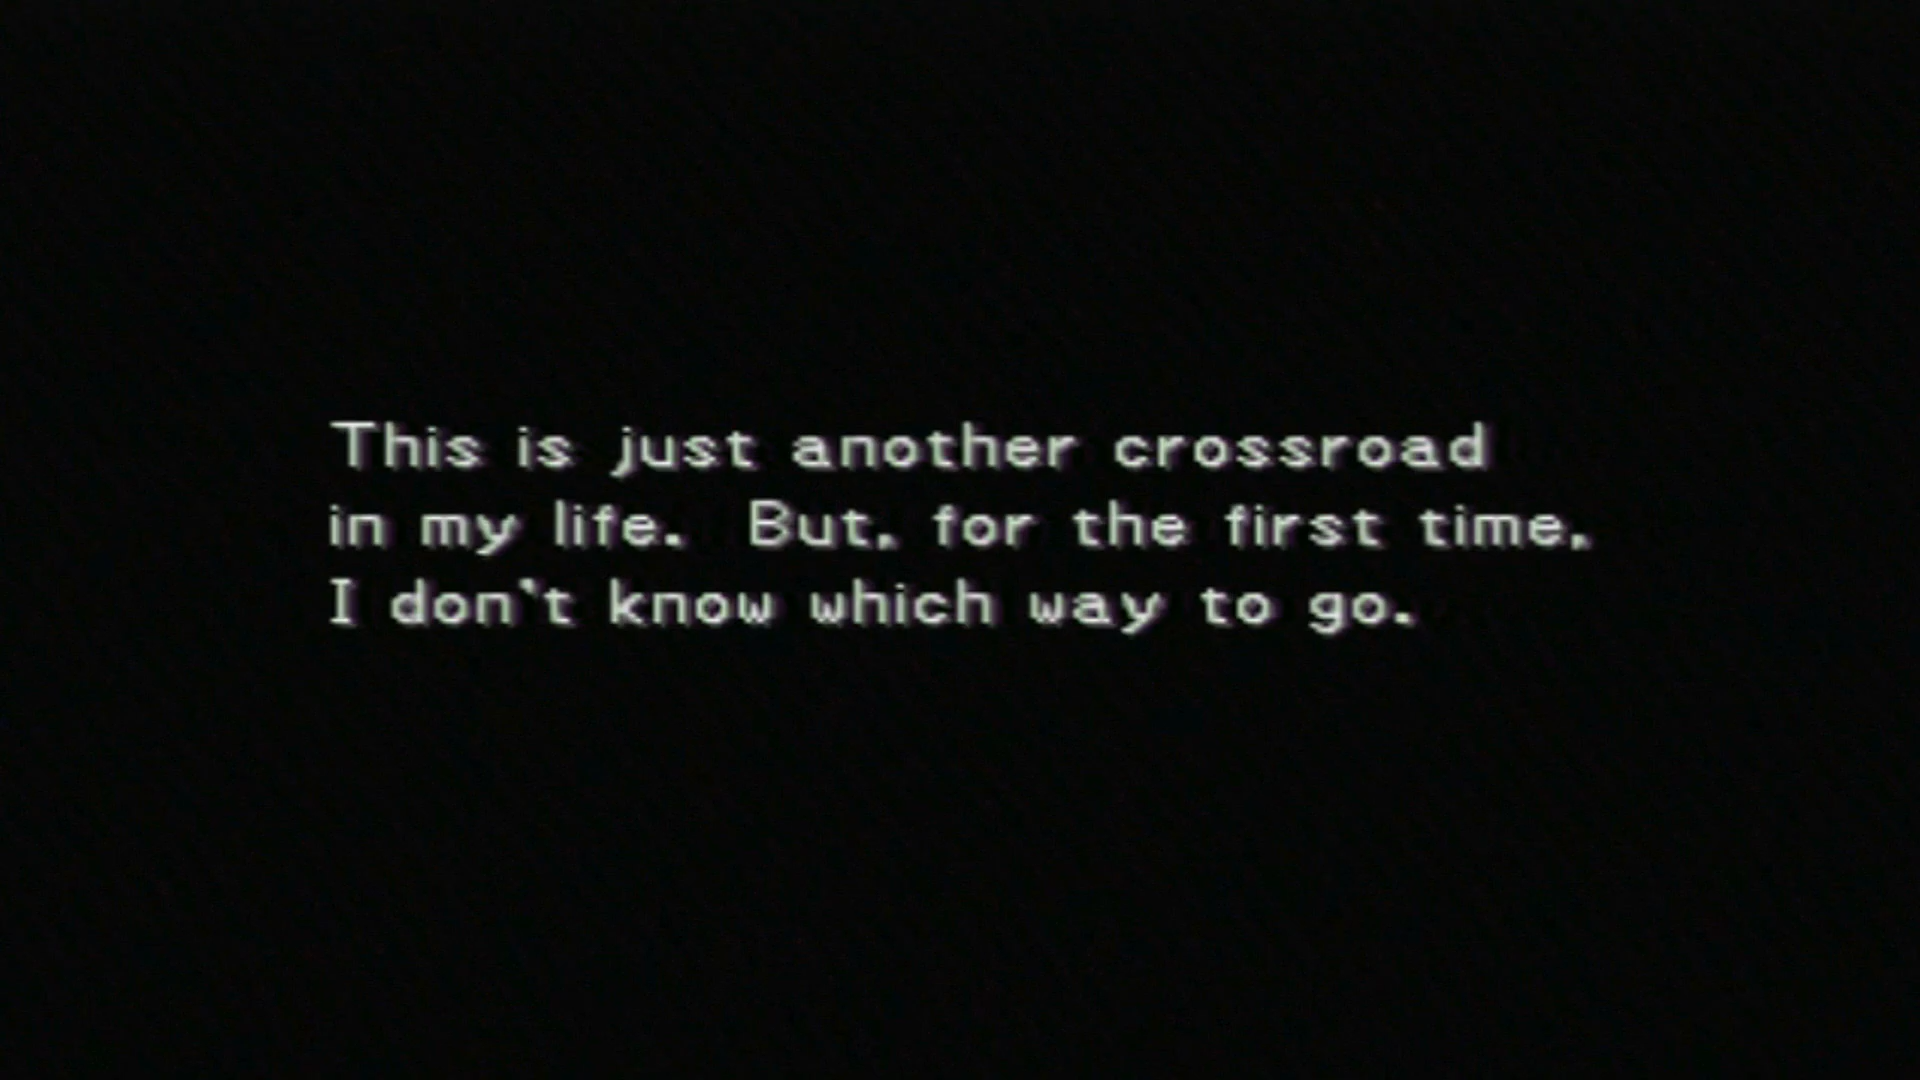 This is just another crossroad
in my life.  But, for the first time,
I don't know which way to go.